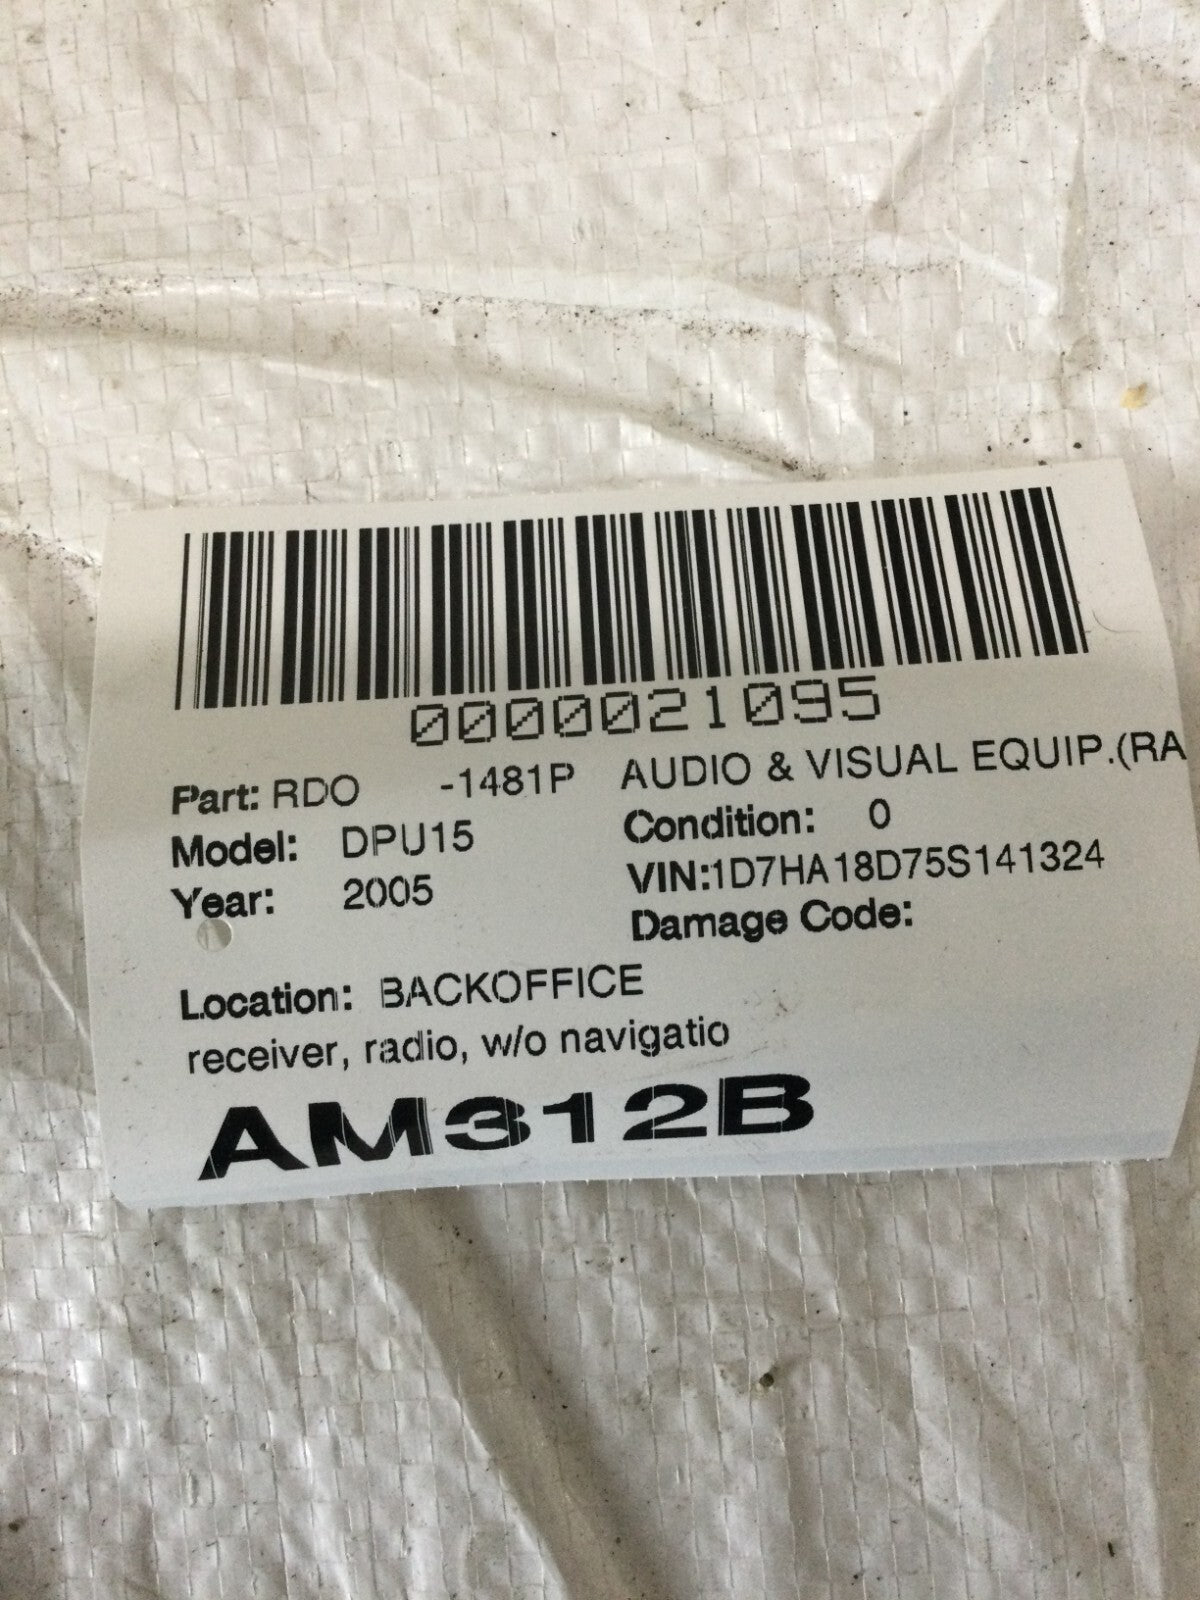 0000021095
Part: RDO -1481P AUDIO & VISUAL EQUIP.(RA
Model: DPU15 Condition: 0
Year: 2005 VIN:1D7HA18D75S141324
Damage Code:
Location: BACKOFFICE
receiver, radio, w/o navigatio
AM312B